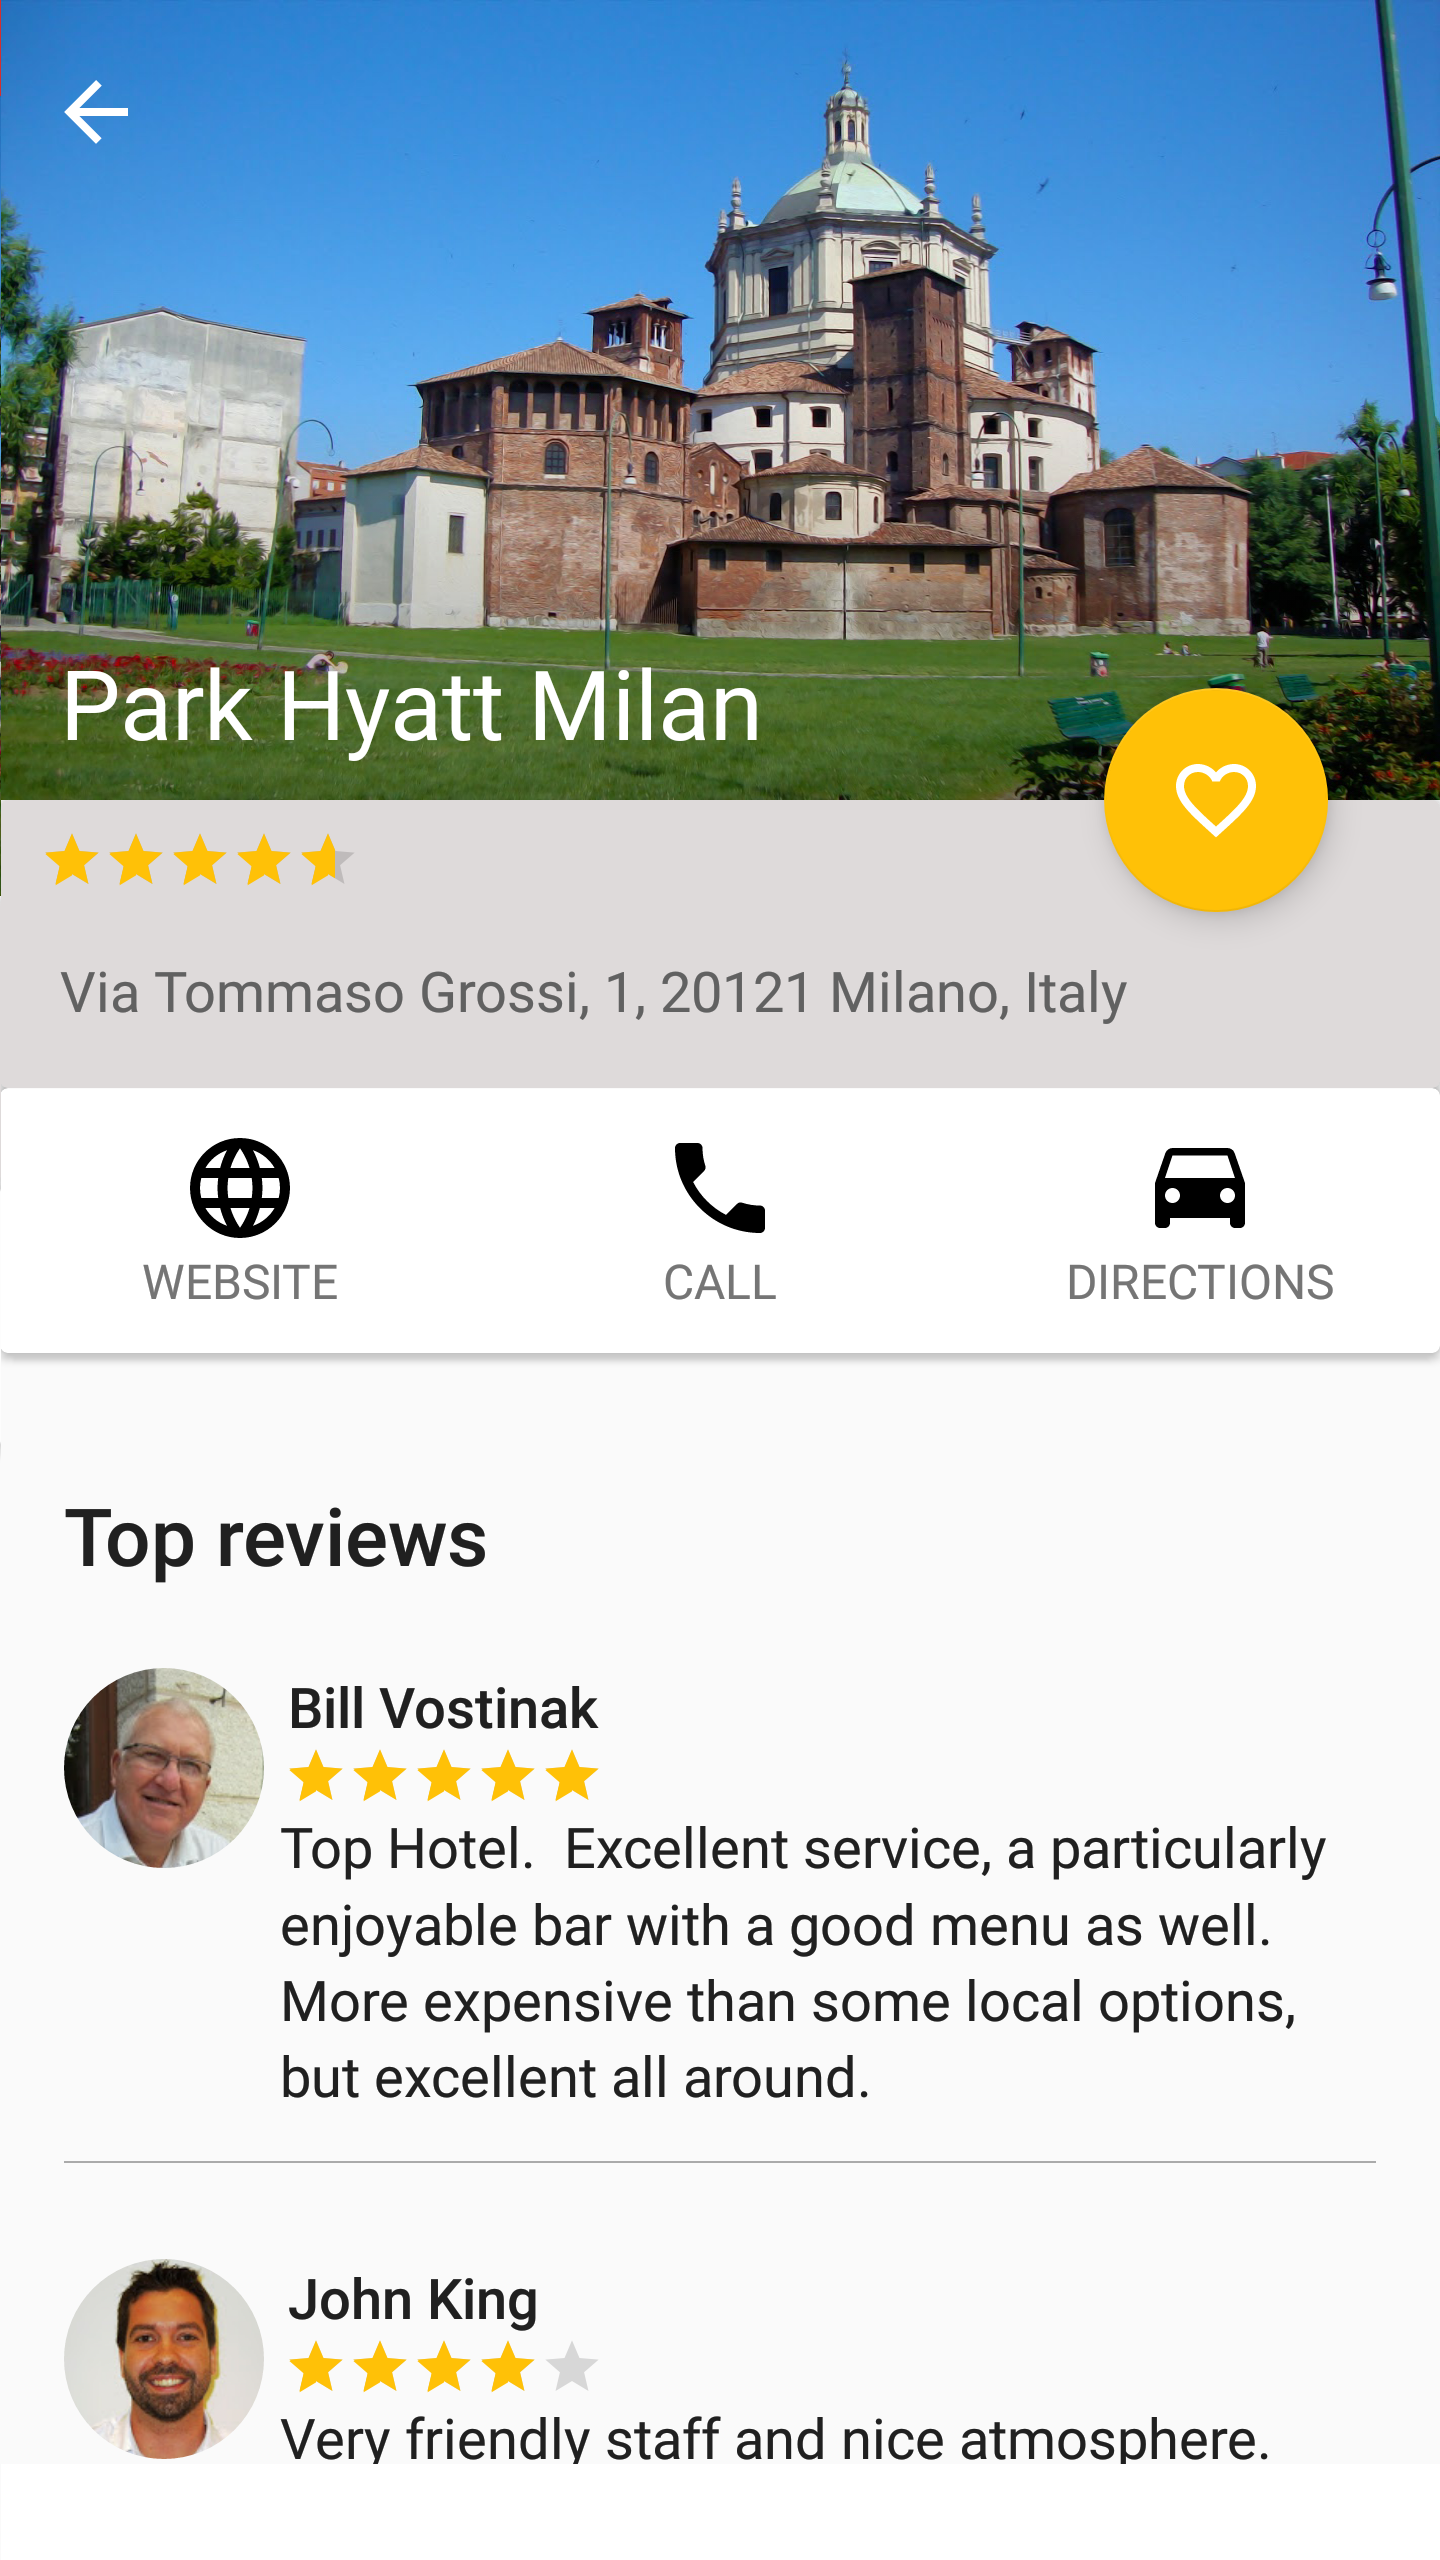 Park Hyatt Milan
Via Tommaso Grossi, 1, 20121 Milano, Italy
WEBSITE
CALL
DIRECTIONS
Top reviews
Bill Vostinak
Top Hotel.  Excellent service, a particularly
enjoyable bar with a good menu as well.
More expensive than some local options,
but excellent all around.
John King
Very friendly staff and nice atmosphere.